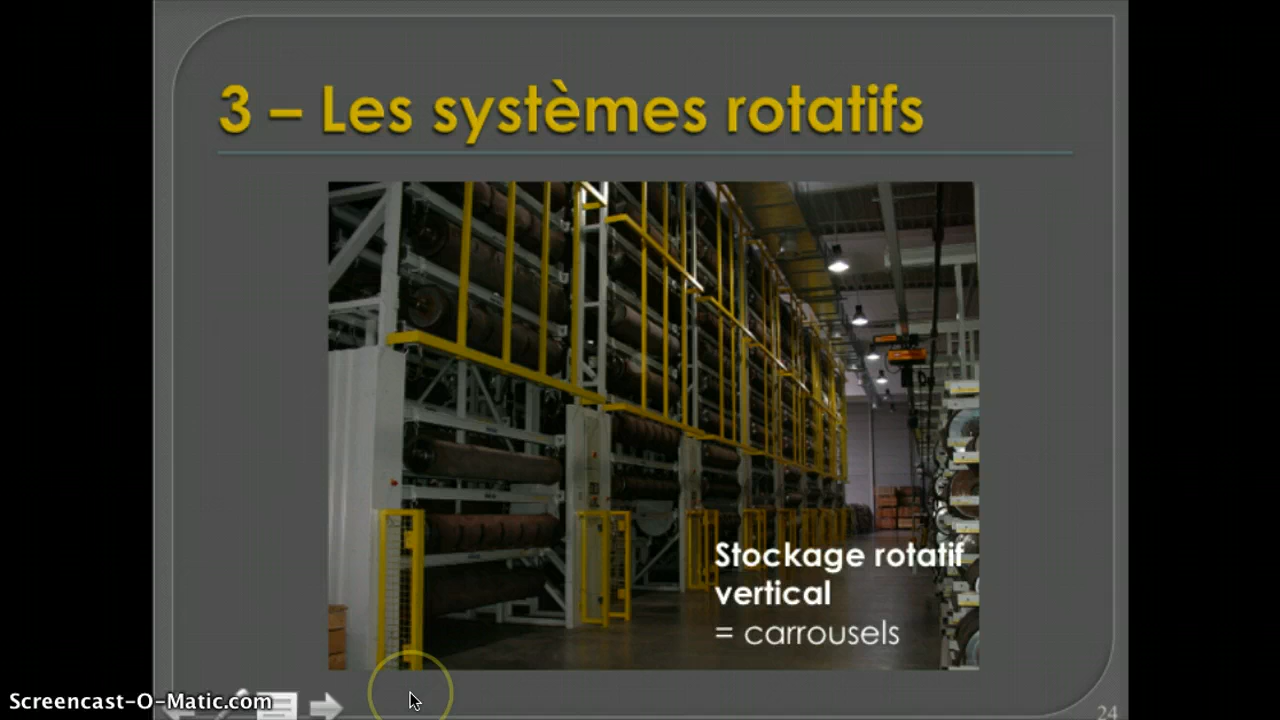 3 – Les systèmes rotatifs
Stockage rotatif
vertical
= carrousels
Screencast-O-Matic.com
24